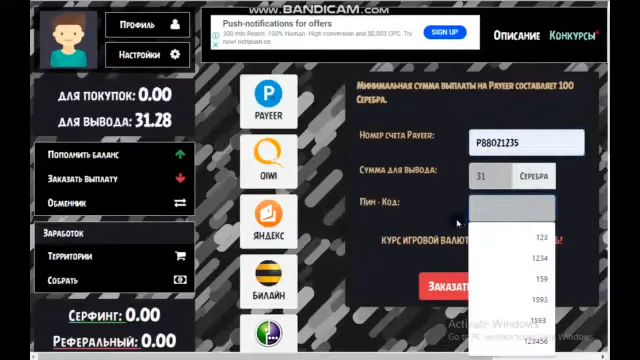 WWW.BANDICAM.COM
Профиль
Настройки
Push-notifications for offers
300 mln Reach. 100% Human. High-conversion and $0,003 CPC. Try
now! richpush.co
SIGN UP
Описание
Конкурсы
для покупок: 0.00
для вывода: 31.28
Пополнить баланс
Заказать выплату
Обменник
Заработок
Территории
Собрать
Серфинг: 0.00
Реферальный: 0.00
PAYEER
QIWI
ЯНДЕКС
БИЛАЙН
Минимальная сумма выплаты на Payeer составляет 100
Серебра.
Номер счета Payeer:
P88021235
Сумма для вывода:
31
Серебра
Пин - Код:
123
1234
159
1593
1593
123456
Курс игровой валют
Заказать
Activate Windows